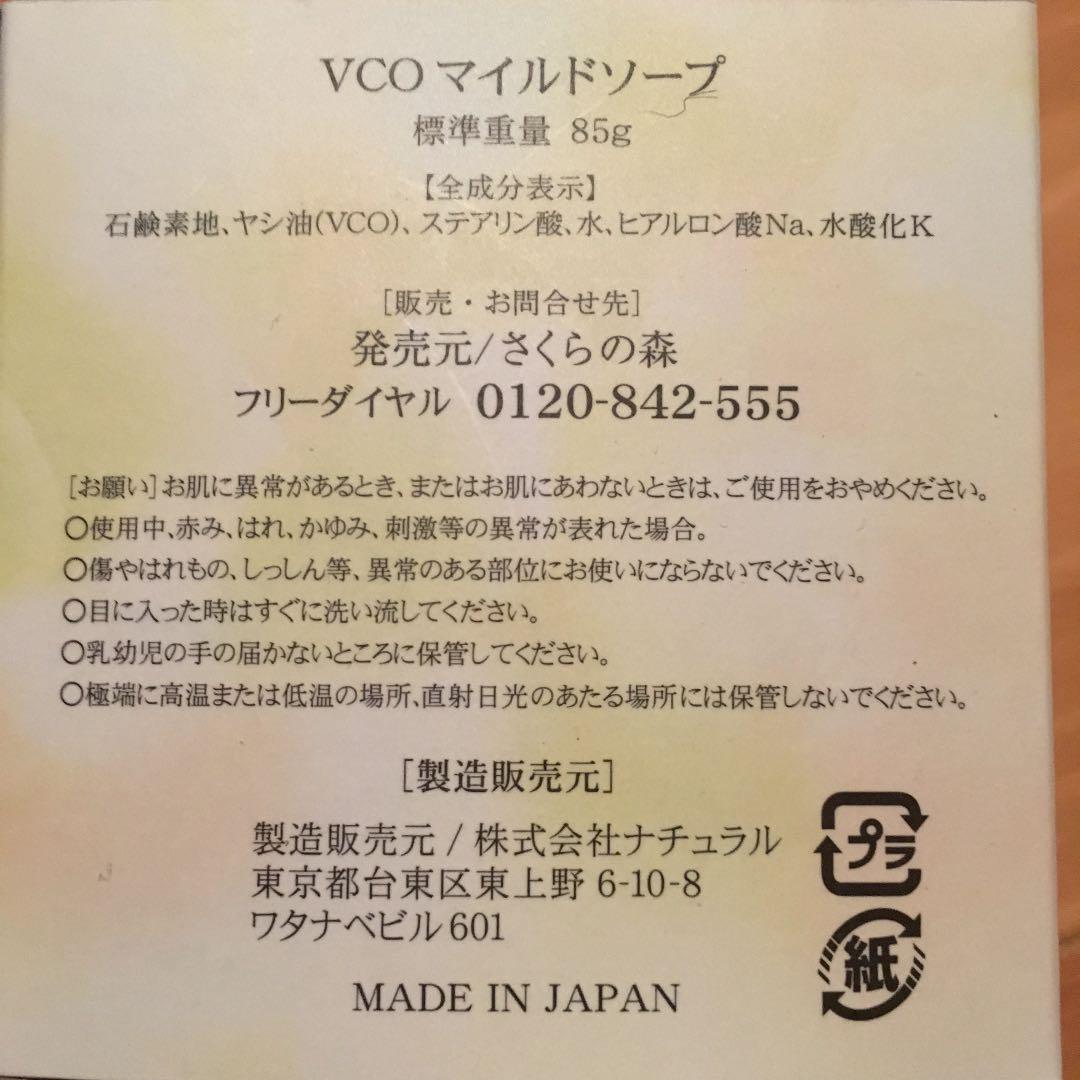 VCO マイルドソープ
標準重量 85g
【全成分表示】
石鹸素地、ヤシ油(VCO)、ステアリン酸、水、ヒアルロン酸Na、水酸化K
［販売・お問合せ先］
発売元/さくらの森
フリーダイヤル 0120-842-555
［お願い］お肌に異常があるとき、またはお肌にあわないときは、ご使用をおやめください。
○使用中、赤み、はれ、かゆみ、刺激等の異常が表れた場合。
○傷やはれもの、しっしん等、異常のある部位にお使いにならないでください。
○目に入った時はすぐに洗い流してください。
○乳幼児の手の届かないところに保管してください。
○極端に高温または低温の場所、直射日光のあたる場所には保管しないでください。
［製造販売元］
製造販売元 / 株式会社ナチュラル
東京都台東区東上野 6-10-8
ワタナベビル601
MADE IN JAPAN
プラ
紙